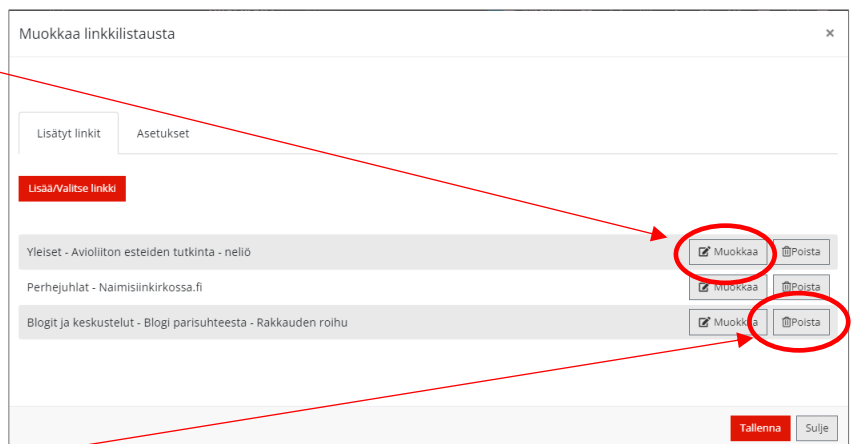 Muokkaa linkkilistausta ×
Lisätyt linkit Asetukset
Lisää/Valitse linkki
Yleiset - Avioliiton esteiden tutkinta - neliö Muokkaa Poista
Perhejuhlat - Naimisiinkirkossa.fi Muokkaa Poista
Blogit ja keskustelut - Blogi parisuhteesta - Rakkauden roihu Muokkaa Poista
Tallenna Sulje